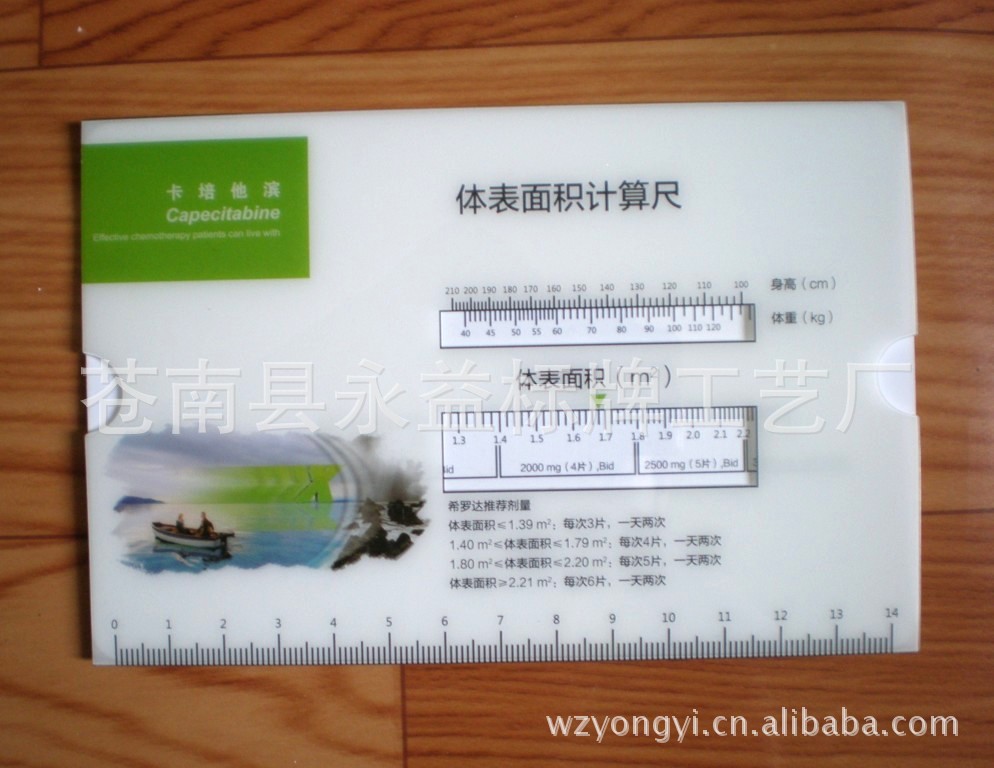 卡培他滨
Capecitabine
Effective chemotherapy patients can live with
体表面积计算尺
210 200 190 180 170 160 150 140 130 120 110 100 身高（cm）
40 45 50 55 60 70 80 90 100 110 120 体重（kg）
体表面积（m²）
苍南县永益标牌工艺厂
1.3 1.4 1.5 1.6 1.7 1.8 1.9 2.0 2.1 2.2
2000 mg（4片）,Bid 2500 mg（5片）,Bid
希罗达推荐剂量
体表面积≤1.39 m²；每次3片，一天两次
1.40 m²≤体表面积≤1.79 m²；每次4片，一天两次
1.80 m²≤体表面积≤2.20 m²；每次5片，一天两次
体表面积≥2.21 m²；每次6片，一天两次
0 1 2 3 4 5 6 7 8 9 10 11 12 13 14
wzyongyi.cn.alibaba.com